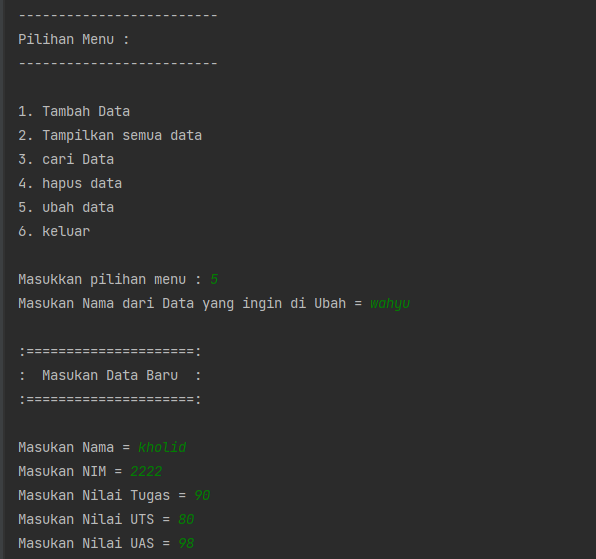 -------------------------
Pilihan Menu :
-------------------------
1. Tambah Data
2. Tampilkan semua data
3. cari Data
4. hapus data
5. ubah data
6. keluar
Masukkan pilihan menu : 5
Masukan Nama dari Data yang ingin di Ubah = wahyu
:=====================:
:  Masukan Data Baru  :
:=====================:
Masukan Nama = kholid
Masukan NIM = 2222
Masukan Nilai Tugas = 90
Masukan Nilai UTS = 80
Masukan Nilai UAS = 98